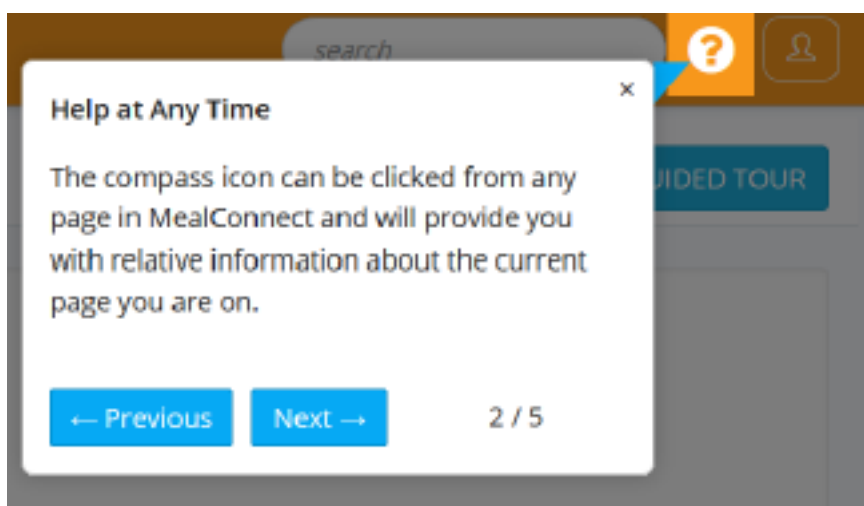 search
?
Help at Any Time
×
The compass icon can be clicked from any
page in MealConnect and will provide you
with relative information about the current
page you are on.
UIDED TOUR
← Previous
Next →
2 / 5